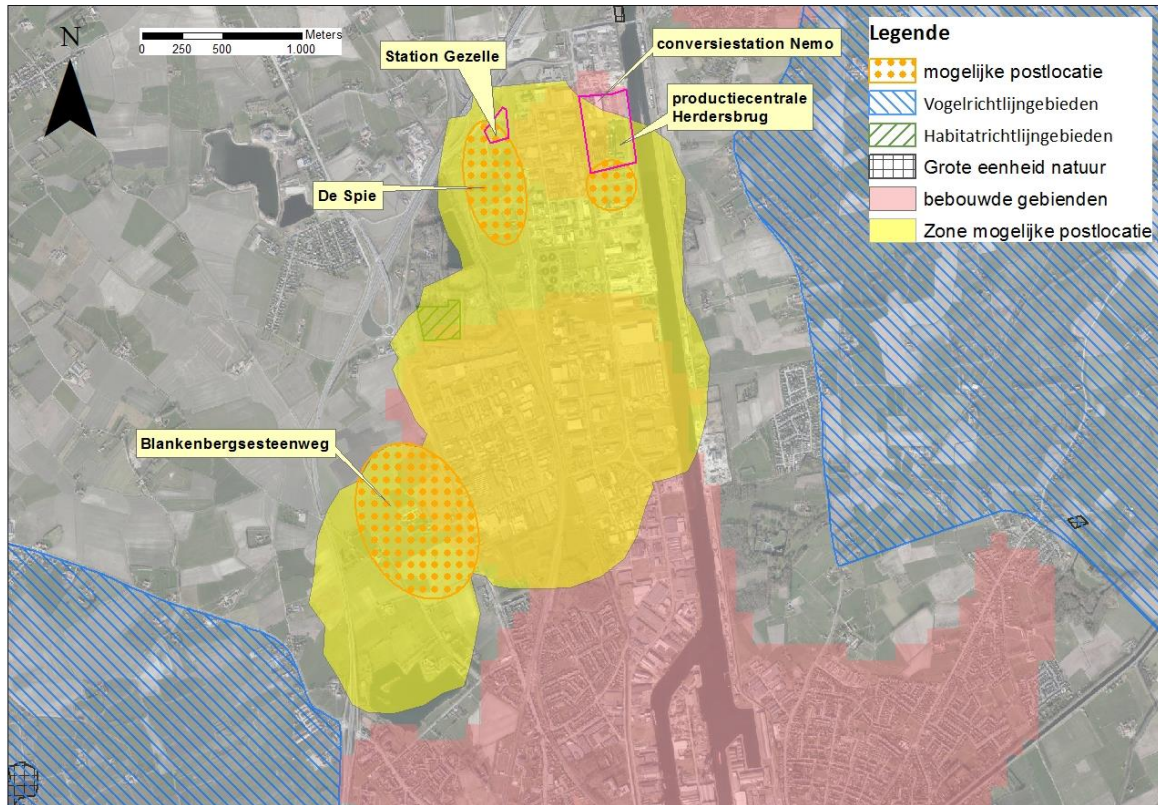 N
Meters
0 250 500 1.000
Station Gezelle
conversiestation Nemo
productiecentrale
Herdersbrug
De Spie
Blankenbergsesteenweg
Legende
mogelijke postlocatie
Vogelrichtlijngebieden
Habitatrichtlijngebieden
Grote eenheid natuur
bebouwde gebienden
Zone mogelijke postlocatie